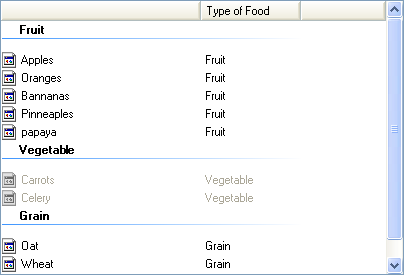 Type of Food
Fruit
Apples Fruit
Oranges Fruit
Bannanas Fruit
Pinneaples Fruit
papaya Fruit
Vegetable
Carrots Vegetable
Celery Vegetable
Grain
Oat Grain
Wheat Grain